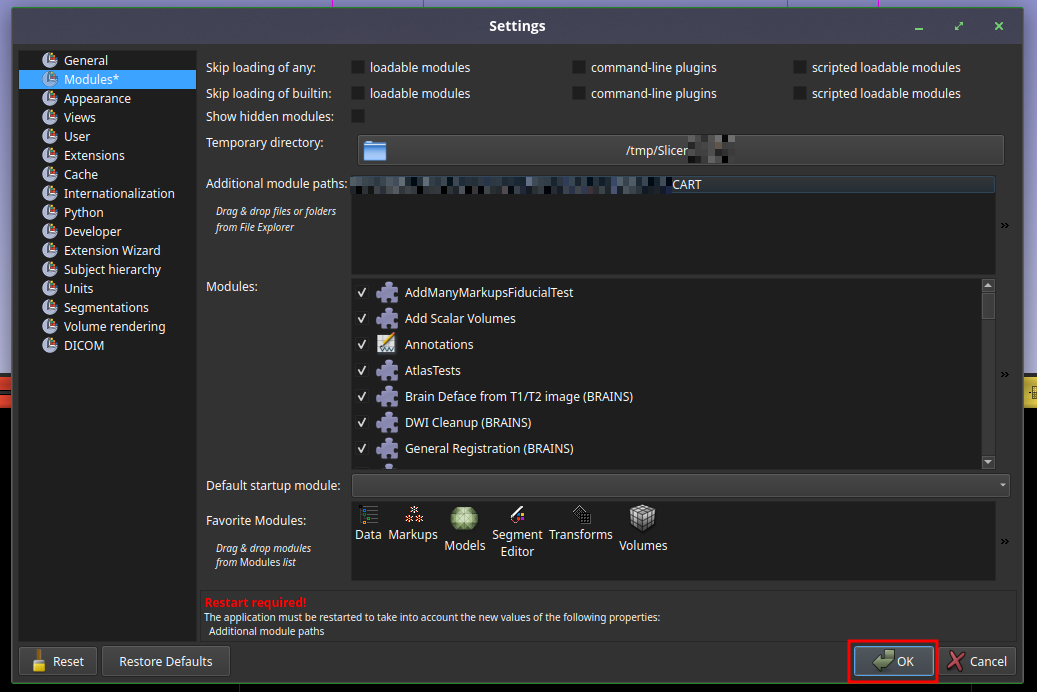 Settings
General
Modules*
Appearance
Views
User
Extensions
Cache
Internationalization
Python
Developer
Extension Wizard
Subject hierarchy
Units
Segmentations
Volume rendering
DICOM
Skip loading of any: loadable modules command-line plugins scripted loadable modules
Skip loading of builtin: loadable modules command-line plugins scripted loadable modules
Show hidden modules:
Temporary directory: /tmp/Slicer
Additional module paths: CART
Drag & drop files or folders
from File Explorer
»
Modules:
AddManyMarkupsFiducialTest
Add Scalar Volumes
Annotations
AtlasTests
Brain Deface from T1/T2 image (BRAINS)
DWI Cleanup (BRAINS)
General Registration (BRAINS)
»
Default startup module:
Favorite Modules:
Drag & drop modules
from Modules list
Data Markups Models Segment Editor Transforms Volumes
»
Restart required!
The application must be restarted to take into account the new values of the following properties:
Additional module paths
Reset Restore Defaults OK Cancel